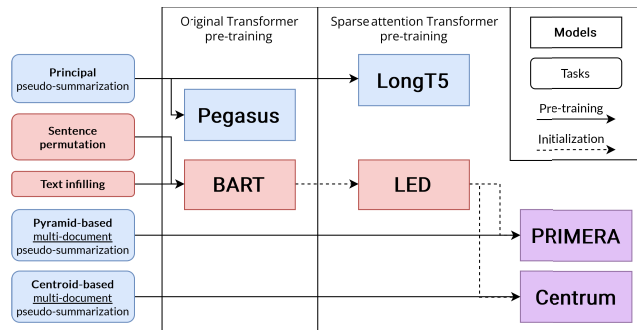 Original Transformer
pre-training
Sparse attention Transformer
pre-training
Models
Tasks
Pre-training
Initialization
Principal
pseudo-summarization
LongT5
Pegasus
Sentence
permutation
Text infilling
BART
LED
Pyramid-based
multi-document
pseudo-summarization
PRIMERA
Centroid-based
multi-document
pseudo-summarization
Centrum